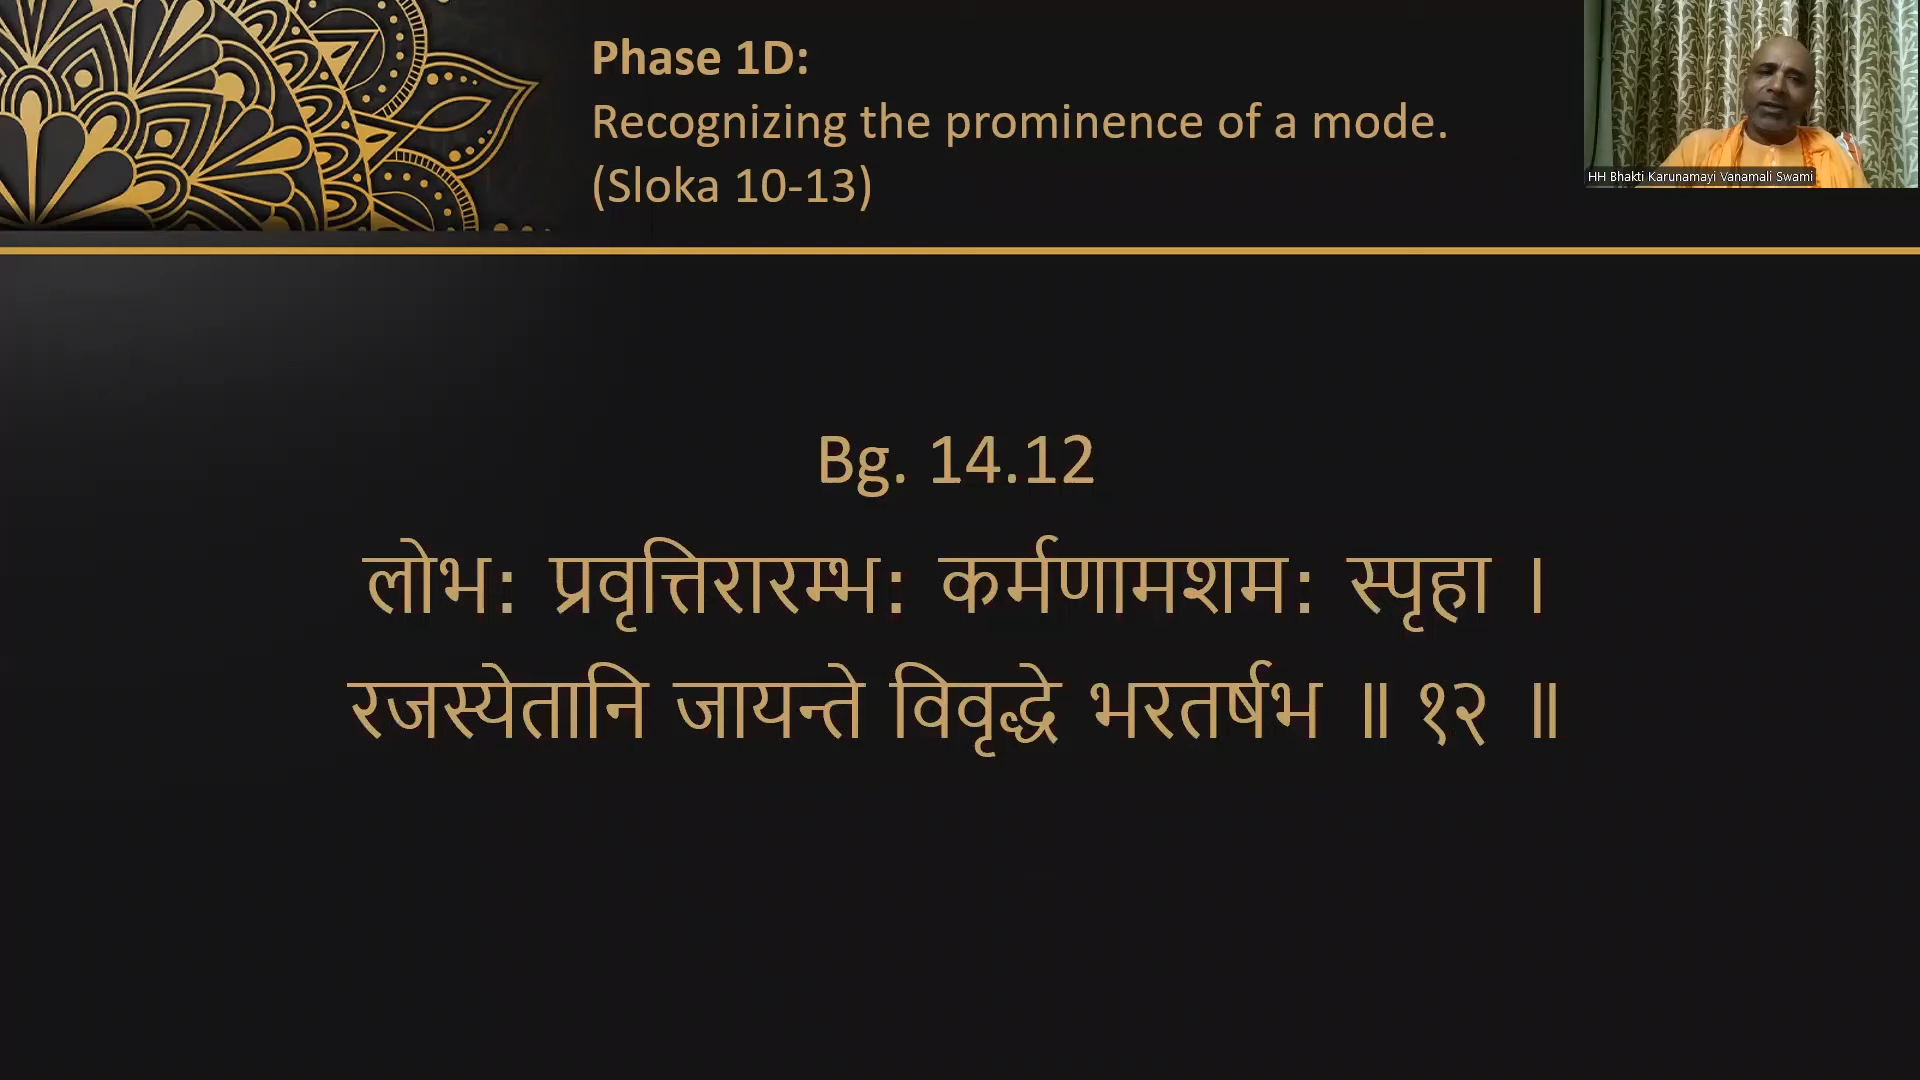 Phase 1D:
Recognizing the prominence of a mode.
(Sloka 10-13)
HH Bhakti Karunamayi Vanamali Swami
Bg. 14.12
लोभ: प्रवृत्तिरारम्भ: कर्मणामशम: स्पृहा ।
रजस्येतानि जायन्ते विवृद्धे भरतर्षभ ॥ १२ ॥